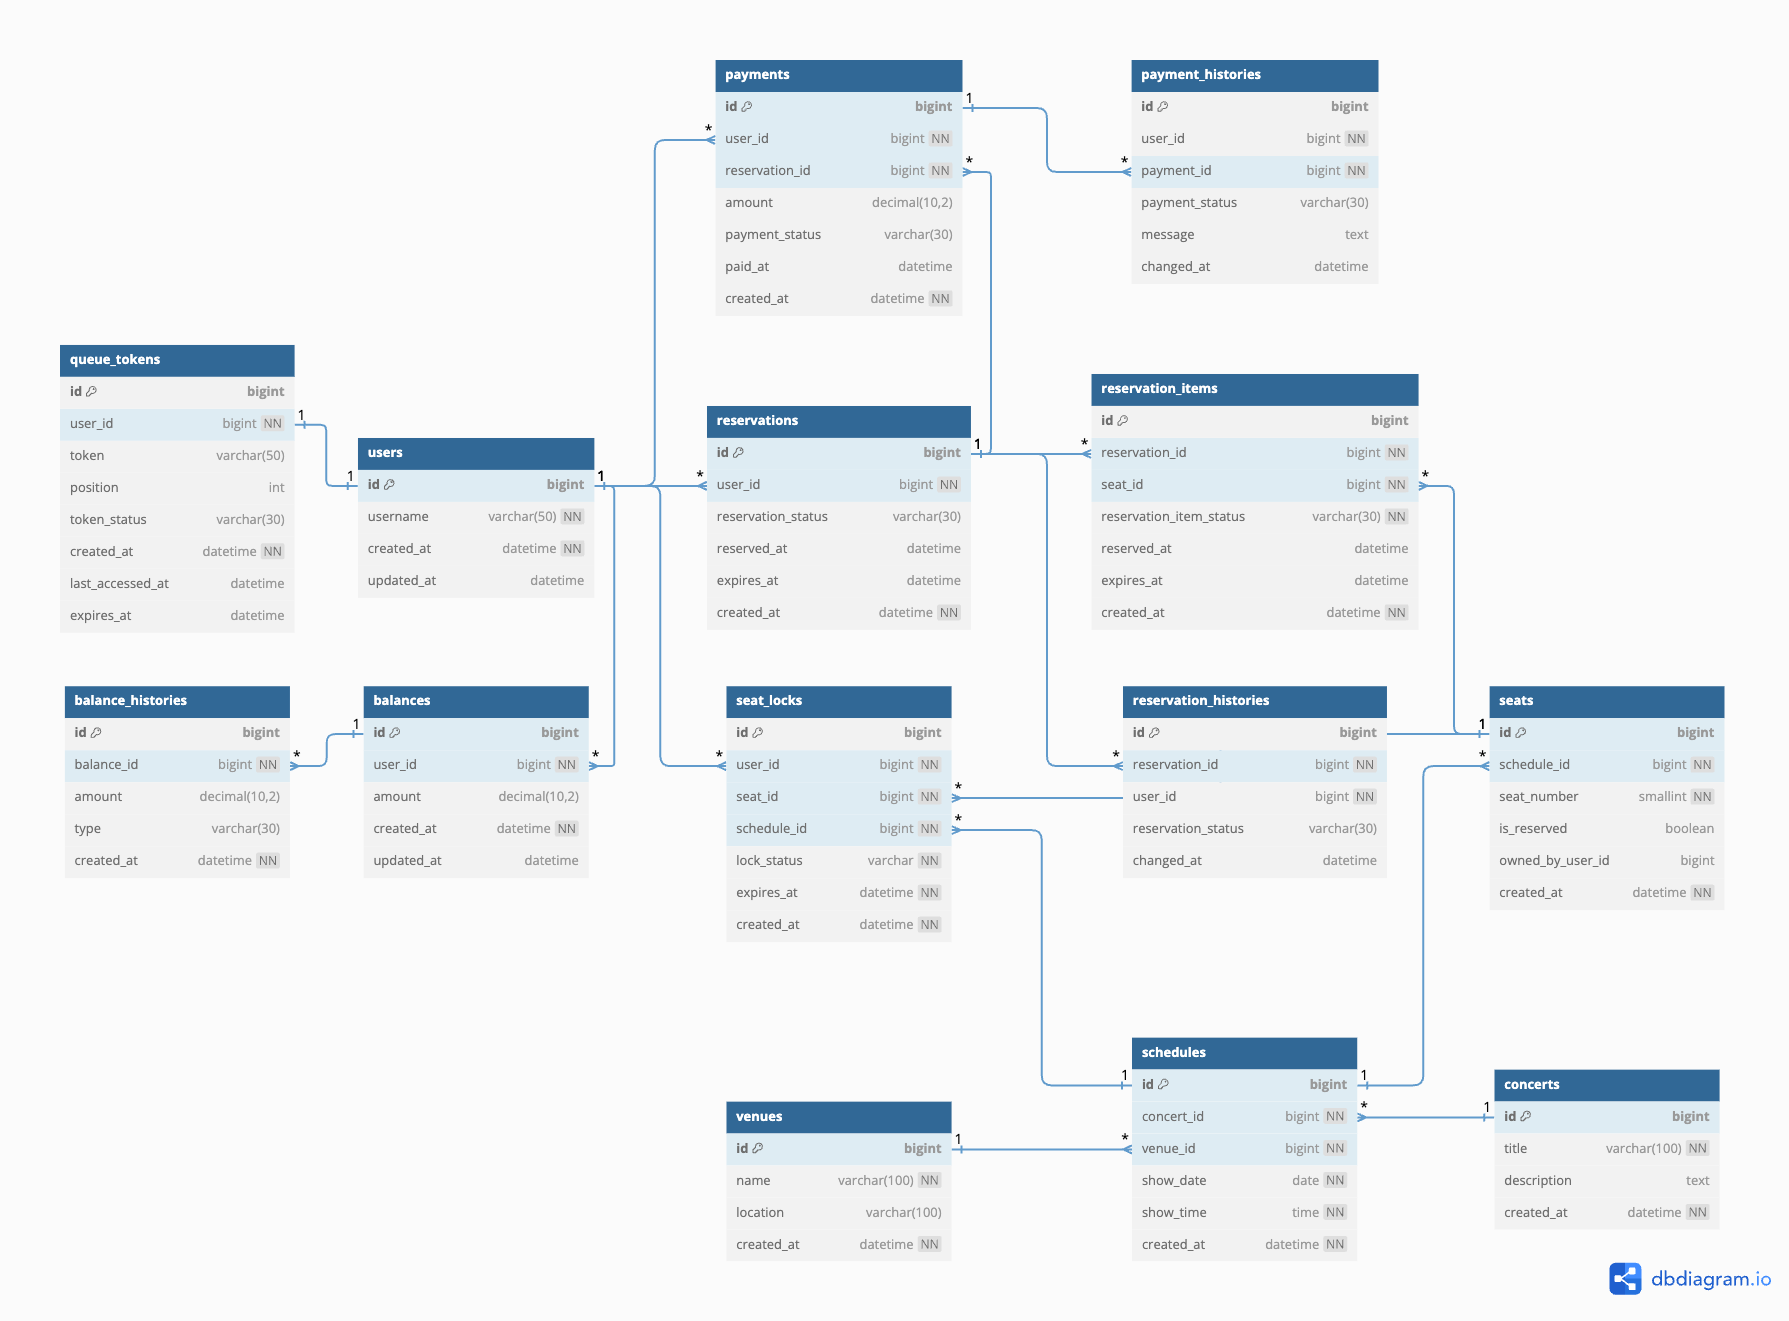 payments
id bigint
user_id bigint NN
reservation_id bigint NN
amount decimal(10,2)
payment_status varchar(30)
paid_at datetime
created_at datetime NN
payment_histories
id bigint
user_id bigint NN
payment_id bigint NN
payment_status varchar(30)
message text
changed_at datetime
queue_tokens
id bigint
user_id bigint NN
token varchar(50)
position int
token_status varchar(30)
created_at datetime NN
last_accessed_at datetime
expires_at datetime
users
id bigint
username varchar(50) NN
created_at datetime NN
updated_at datetime
reservations
id bigint
user_id bigint NN
reservation_status varchar(30)
reserved_at datetime
expires_at datetime
created_at datetime NN
reservation_items
id bigint
reservation_id bigint NN
seat_id bigint NN
reservation_item_status varchar(30) NN
reserved_at datetime
expires_at datetime
created_at datetime NN
balance_histories
id bigint
balance_id bigint NN
amount decimal(10,2)
type varchar(30)
created_at datetime NN
balances
id bigint
user_id bigint NN
amount decimal(10,2)
created_at datetime NN
updated_at datetime
seat_locks
id bigint
user_id bigint NN
seat_id bigint NN
schedule_id bigint NN
lock_status varchar NN
expires_at datetime NN
created_at datetime NN
reservation_histories
id bigint
reservation_id bigint NN
user_id bigint NN
reservation_status varchar(30)
changed_at datetime
seats
id bigint
schedule_id bigint NN
seat_number smallint NN
is_reserved boolean
owned_by_user_id bigint
created_at datetime NN
schedules
id bigint
concert_id bigint NN
venue_id bigint NN
show_date date NN
show_time time NN
created_at datetime NN
venues
id bigint
name varchar(100) NN
location varchar(100)
created_at datetime NN
concerts
id bigint
title varchar(100) NN
description text
created_at datetime NN
1
*
*
*
1
1
1
*
1
*
*
1
*
*
*
*
1
*
*
*
1
1
*
1
1
*
dbdiagram.io